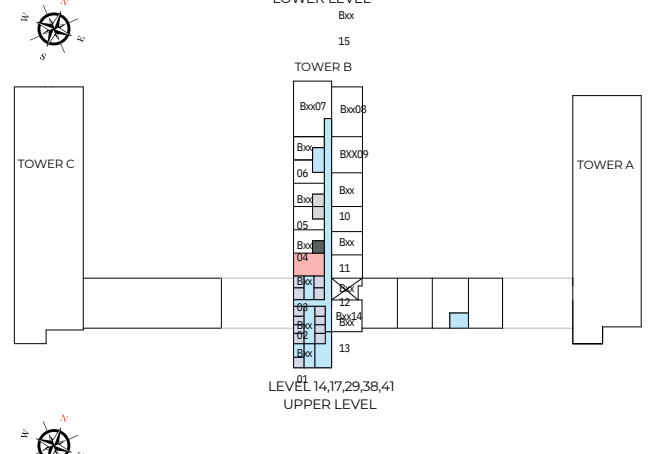 LOWER LEVEL
N
W
E
S
Bxx
15
TOWER B
Bxx07
Bxx08
Bxx
BXX09
06
TOWER C
TOWER A
Bxx
Bxx
10
05
Bxx
Bxx
04
11
Bxx
Bxx
03
12
Bxx14
Bxx
Bxx
02
13
Bxx
01
LEVEL 14,17,29,38,41
UPPER LEVEL
N
W